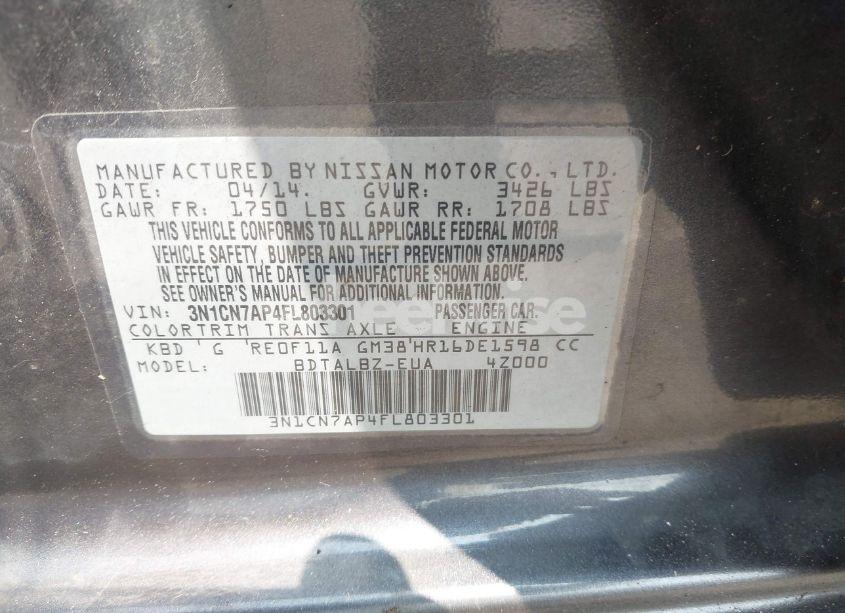 MANUFACTURED BY NISSAN MOTOR CO., LTD.
DATE: 04/14. GVWR: 3426 LBS
GAWR FR: 1750 LBS GAWR RR: 1708 LBS
THIS VEHICLE CONFORMS TO ALL APPLICABLE FEDERAL MOTOR
VEHICLE SAFETY, BUMPER AND THEFT PREVENTION STANDARDS
IN EFFECT ON THE DATE OF MANUFACTURE SHOWN ABOVE.
SEE OWNER'S MANUAL FOR ADDITIONAL INFORMATION.
VIN: 3N1CN7AP4FL803301 PASSENGER CAR.
COLOR TRIM TRANS AXLE ENGINE
KBD G RE0F11A GM38 HR16DE1598 CC
MODEL: BDTALBZ-EUA 4Z000
3N1CN7AP4FL803301